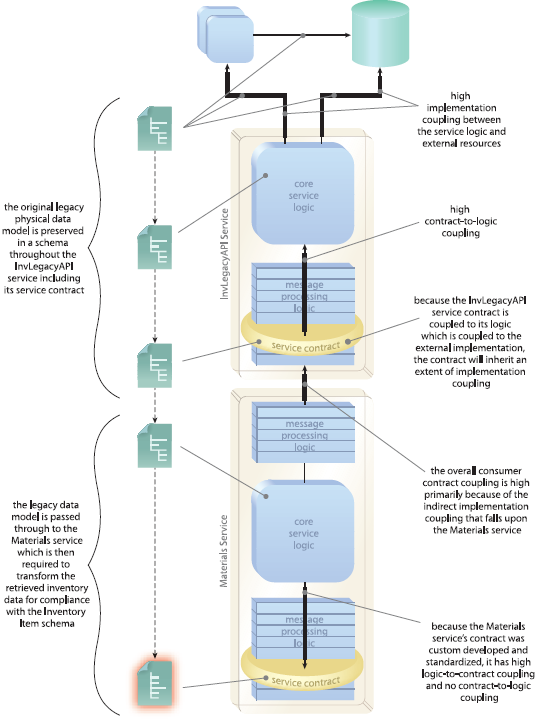 high
implementation
coupling between
the service logic and
external resources
the original legacy
physical data
model is preserved
in a schema
throughout the
InvLegacyAPI
service including
its service contract
InvLegacyAPI Service
core
service
logic
high
contract-to-logic
coupling
message
processing
logic
service contract
because the InvLegacyAPI
service contract is
coupled to its logic
which is coupled to the
external implementation,
the contract will inherit an
extent of implementation
coupling
message
processing
logic
the overall consumer
contract coupling is high
primarily because of the
indirect implementation
coupling that falls upon
the Materials service
the legacy data
model is passed
through to the
Materials service
which is then
required to
transform the
retrieved inventory
data for compliance
with the Inventory
Item schema
Materials Service
core
service
logic
message
processing
logic
service contract
because the Materials
service's contract was
custom developed and
standardized, it has high
logic-to-contract coupling
and no contract-to-logic
coupling